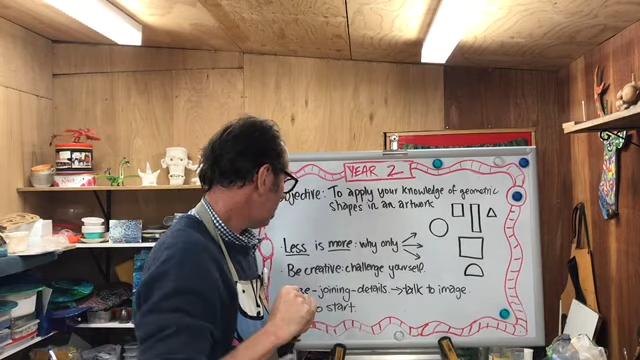 YEAR 2
jective: To apply your knowledge of geometric
shapes in an artwork
· Less is more: why only
· Be creative: challenge yourself.
e-joining-details. → talk to image.
o start.